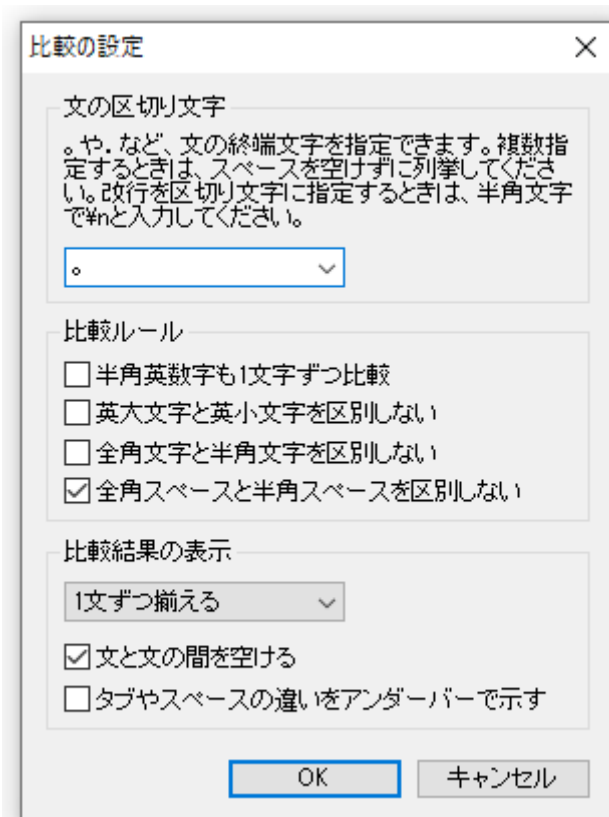 比較の設定
文の区切り文字
。や.など、文の終端文字を指定できます。複数指
定するときは、スペースを空けずに列挙してくださ
い。改行を区切り文字に指定するときは、半角文字
で¥nと入力してください。
。
比較ルール
半角英数字も1文字ずつ比較
英大文字と英小文字を区別しない
全角文字と半角文字を区別しない
全角スペースと半角スペースを区別しない
比較結果の表示
1文ずつ揃える
文と文の間を空ける
タブやスペースの違いをアンダーバーで示す
OK
キャンセル